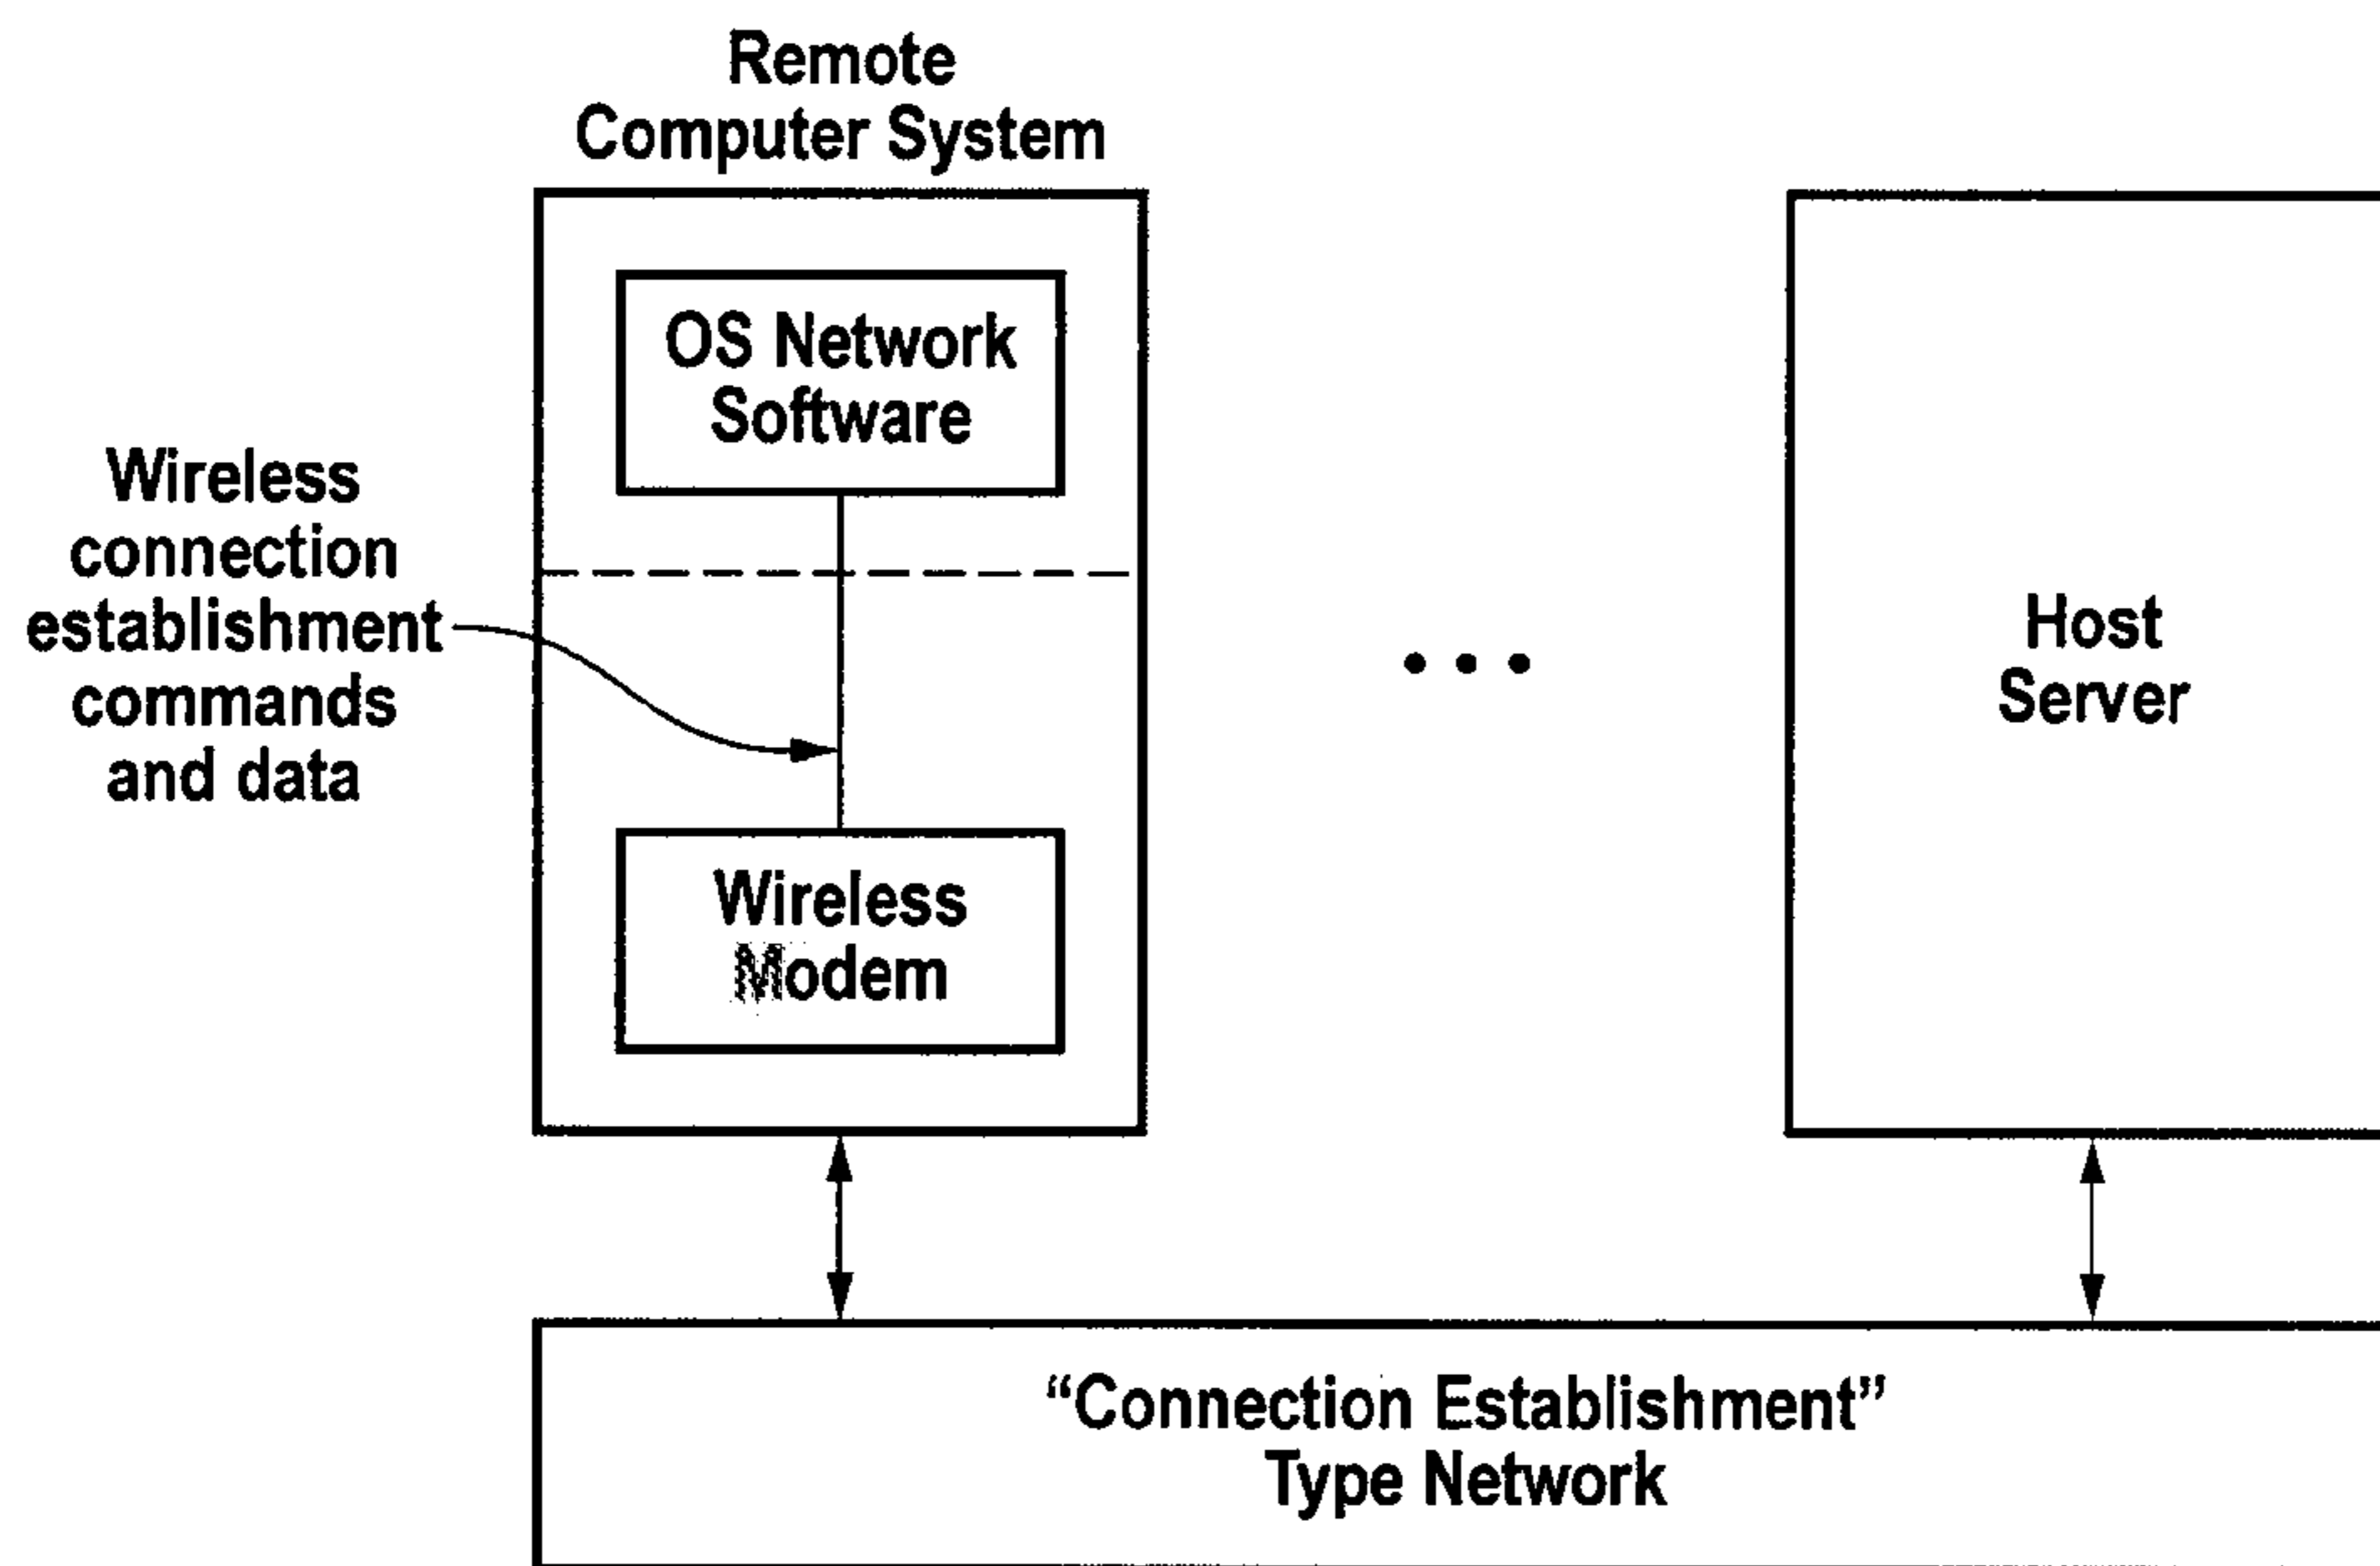 Remote
Computer System
OS Network
Software
Wireless
connection
establishment
commands
and data
Wireless
Modem
Host
Server
“Connection Establishment”
Type Network